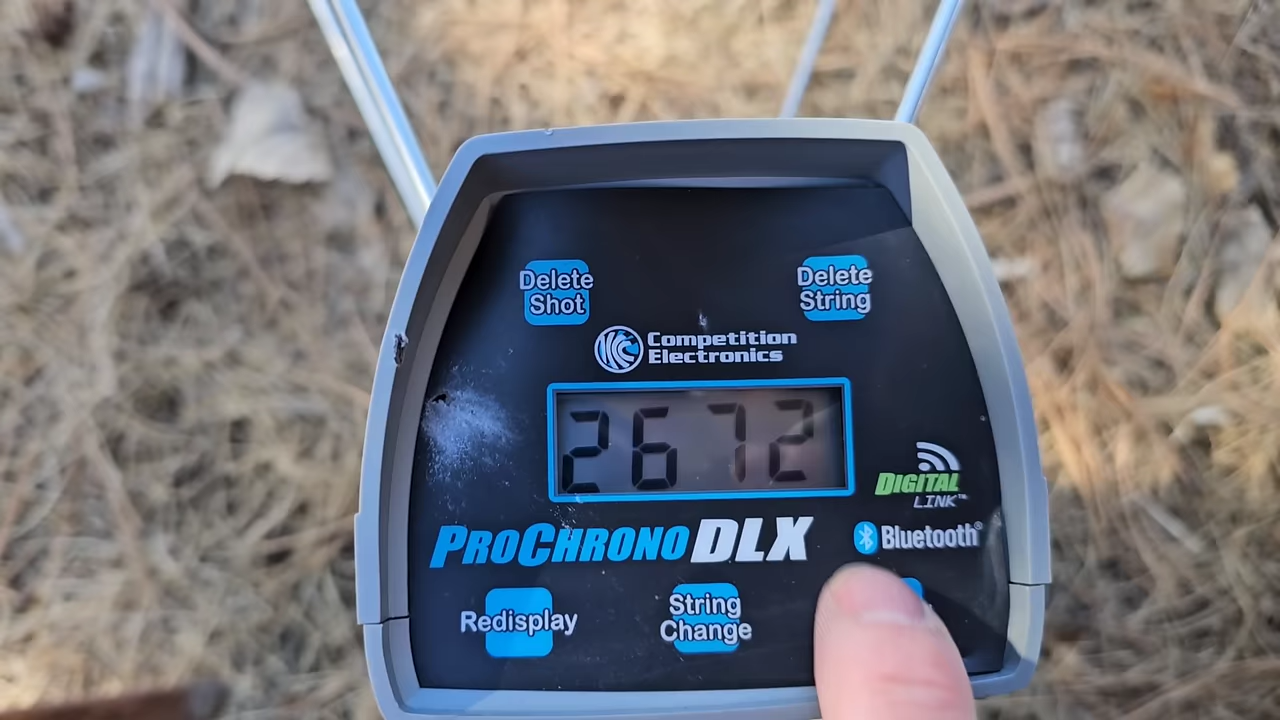 Delete
Shot
Delete
String
Competition
Electronics
2672
DIGITAL
LINK™
PROCHRONO DLX
Bluetooth®
Redisplay
String
Change